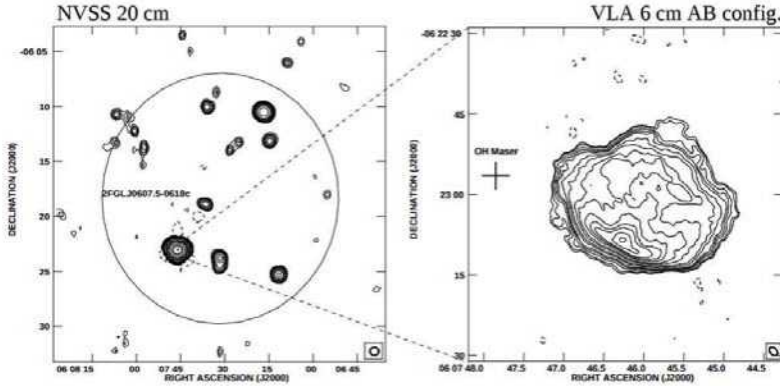 NVSS 20 cm
VLA 6 cm AB config.
DECLINATION (J2000)
-06 05
10
15
20
25
30
2FGLJ0607.5-0618c
06 08 15
00
07 45
30
15
00
06 45
RIGHT ASCENSION (J2000)
DECLINATION (J2000)
-06 22 30
45
23 00
15
30
OH Maser
06 07 48.0
47.5
47.0
46.5
46.0
45.5
45.0
44.5
RIGHT ASCENSION (J2000)